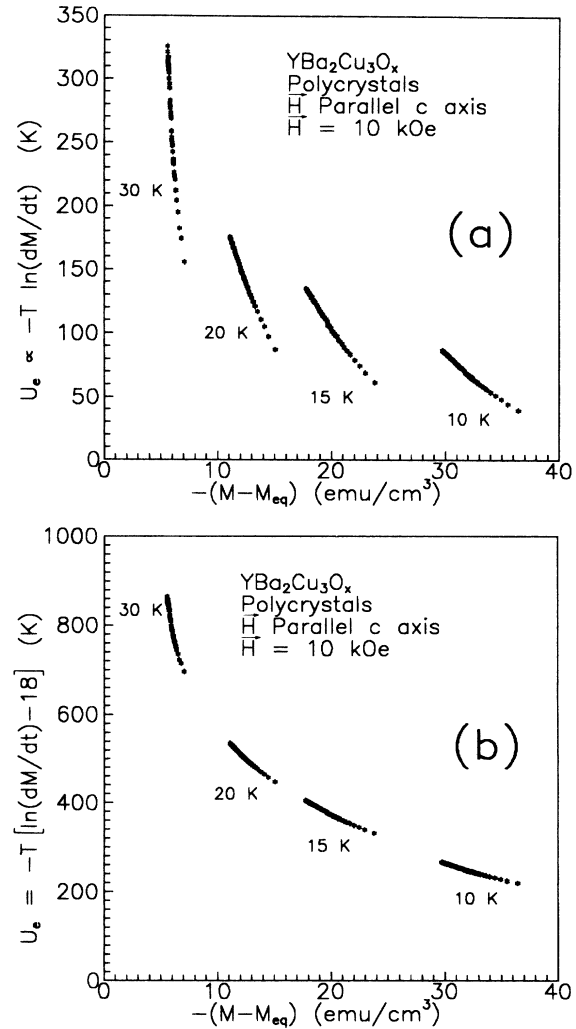 350
300
250
200
150
100
50
0
U_e ∝ -T ln(dM/dt) (K)
YBa₂Cu₃Oₓ
Polycrystals
H⃗ Parallel c axis
H⃗ = 10 kOe
(a)
30 K
20 K
15 K
10 K
0 10 20 30 40
-(M-M_eq) (emu/cm³)
1000
800
600
400
200
0
U_e = -T[ln(dM/dt)-18] (K)
YBa₂Cu₃Oₓ
Polycrystals
H⃗ Parallel c axis
H⃗ = 10 kOe
(b)
30 K
20 K
15 K
10 K
0 10 20 30 40
-(M-M_eq) (emu/cm³)